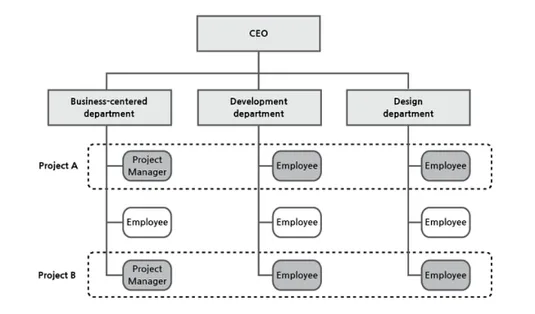 CEO
Business-centered
department
Development
department
Design
department
Project A
Project
Manager
Employee
Employee
Employee
Employee
Employee
Project B
Project
Manager
Employee
Employee